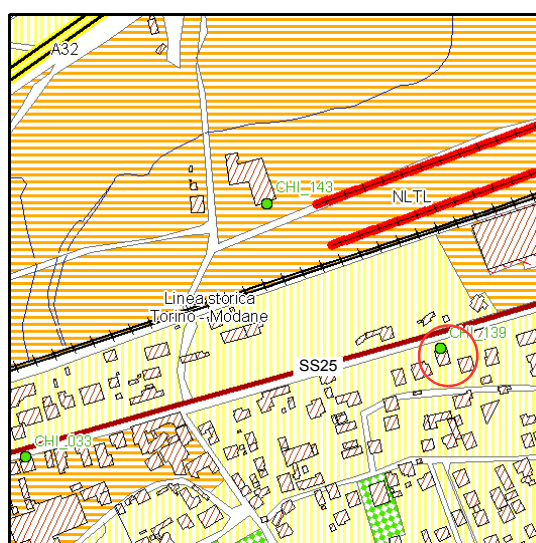 A32
CHI_143
NLTL
Linea storica
Torino - Modane
CHI_139
SS25
CHI_033